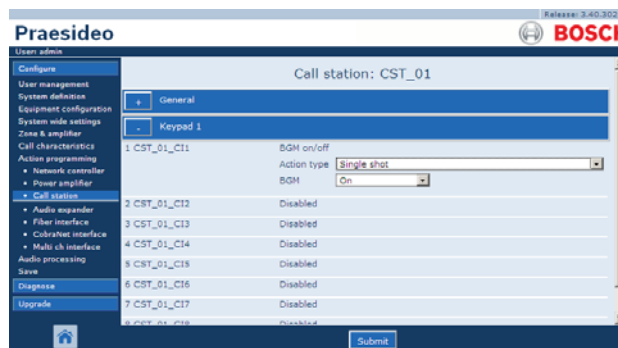 Release: 3.40.302
Praesideo
BOSCH
User: admin
Configure
User management
System definition
Equipment configuration
System wide settings
Zone & amplifier
Call characteristics
Action programming
• Network controller
• Power amplifier
• Call station
• Audio expander
• Fiber interface
• CobraNet interface
• Multi ch interface
Audio processing
Save
Diagnose
Upgrade
Call station: CST_01
+ General
- Keypad 1
1 CST_01_CI1 BGM on/off
Action type Single shot
BGM On
2 CST_01_CI2 Disabled
3 CST_01_CI3 Disabled
4 CST_01_CI4 Disabled
5 CST_01_CI5 Disabled
6 CST_01_CI6 Disabled
7 CST_01_CI7 Disabled
8 CST_01_CI8 Disabled
Submit